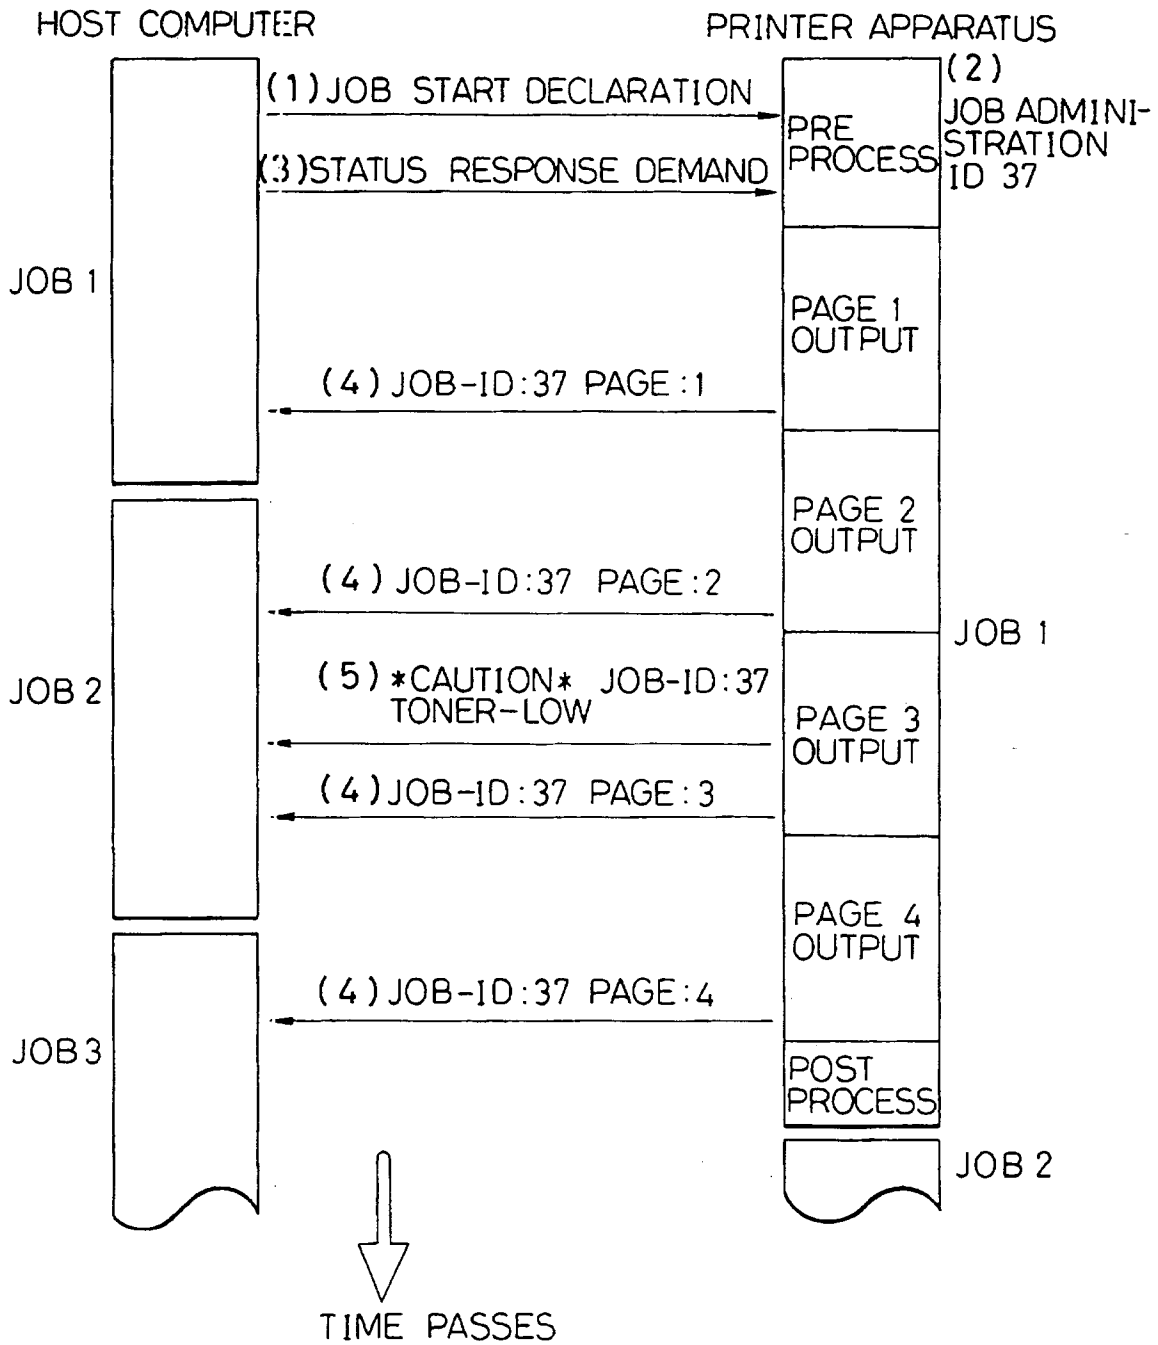 HOST COMPUTER
PRINTER APPARATUS
(1) JOB START DECLARATION
(2)
JOB ADMINI-
STRATION
ID 37
PRE
PROCESS
(3) STATUS RESPONSE DEMAND
JOB 1
PAGE 1
OUTPUT
(4) JOB-ID:37 PAGE:1
PAGE 2
OUTPUT
(4) JOB-ID:37 PAGE:2
JOB 1
JOB 2
(5) *CAUTION* JOB-ID:37
TONER-LOW
PAGE 3
OUTPUT
(4) JOB-ID:37 PAGE:3
PAGE 4
OUTPUT
(4) JOB-ID:37 PAGE:4
JOB 3
POST
PROCESS
JOB 2
TIME PASSES